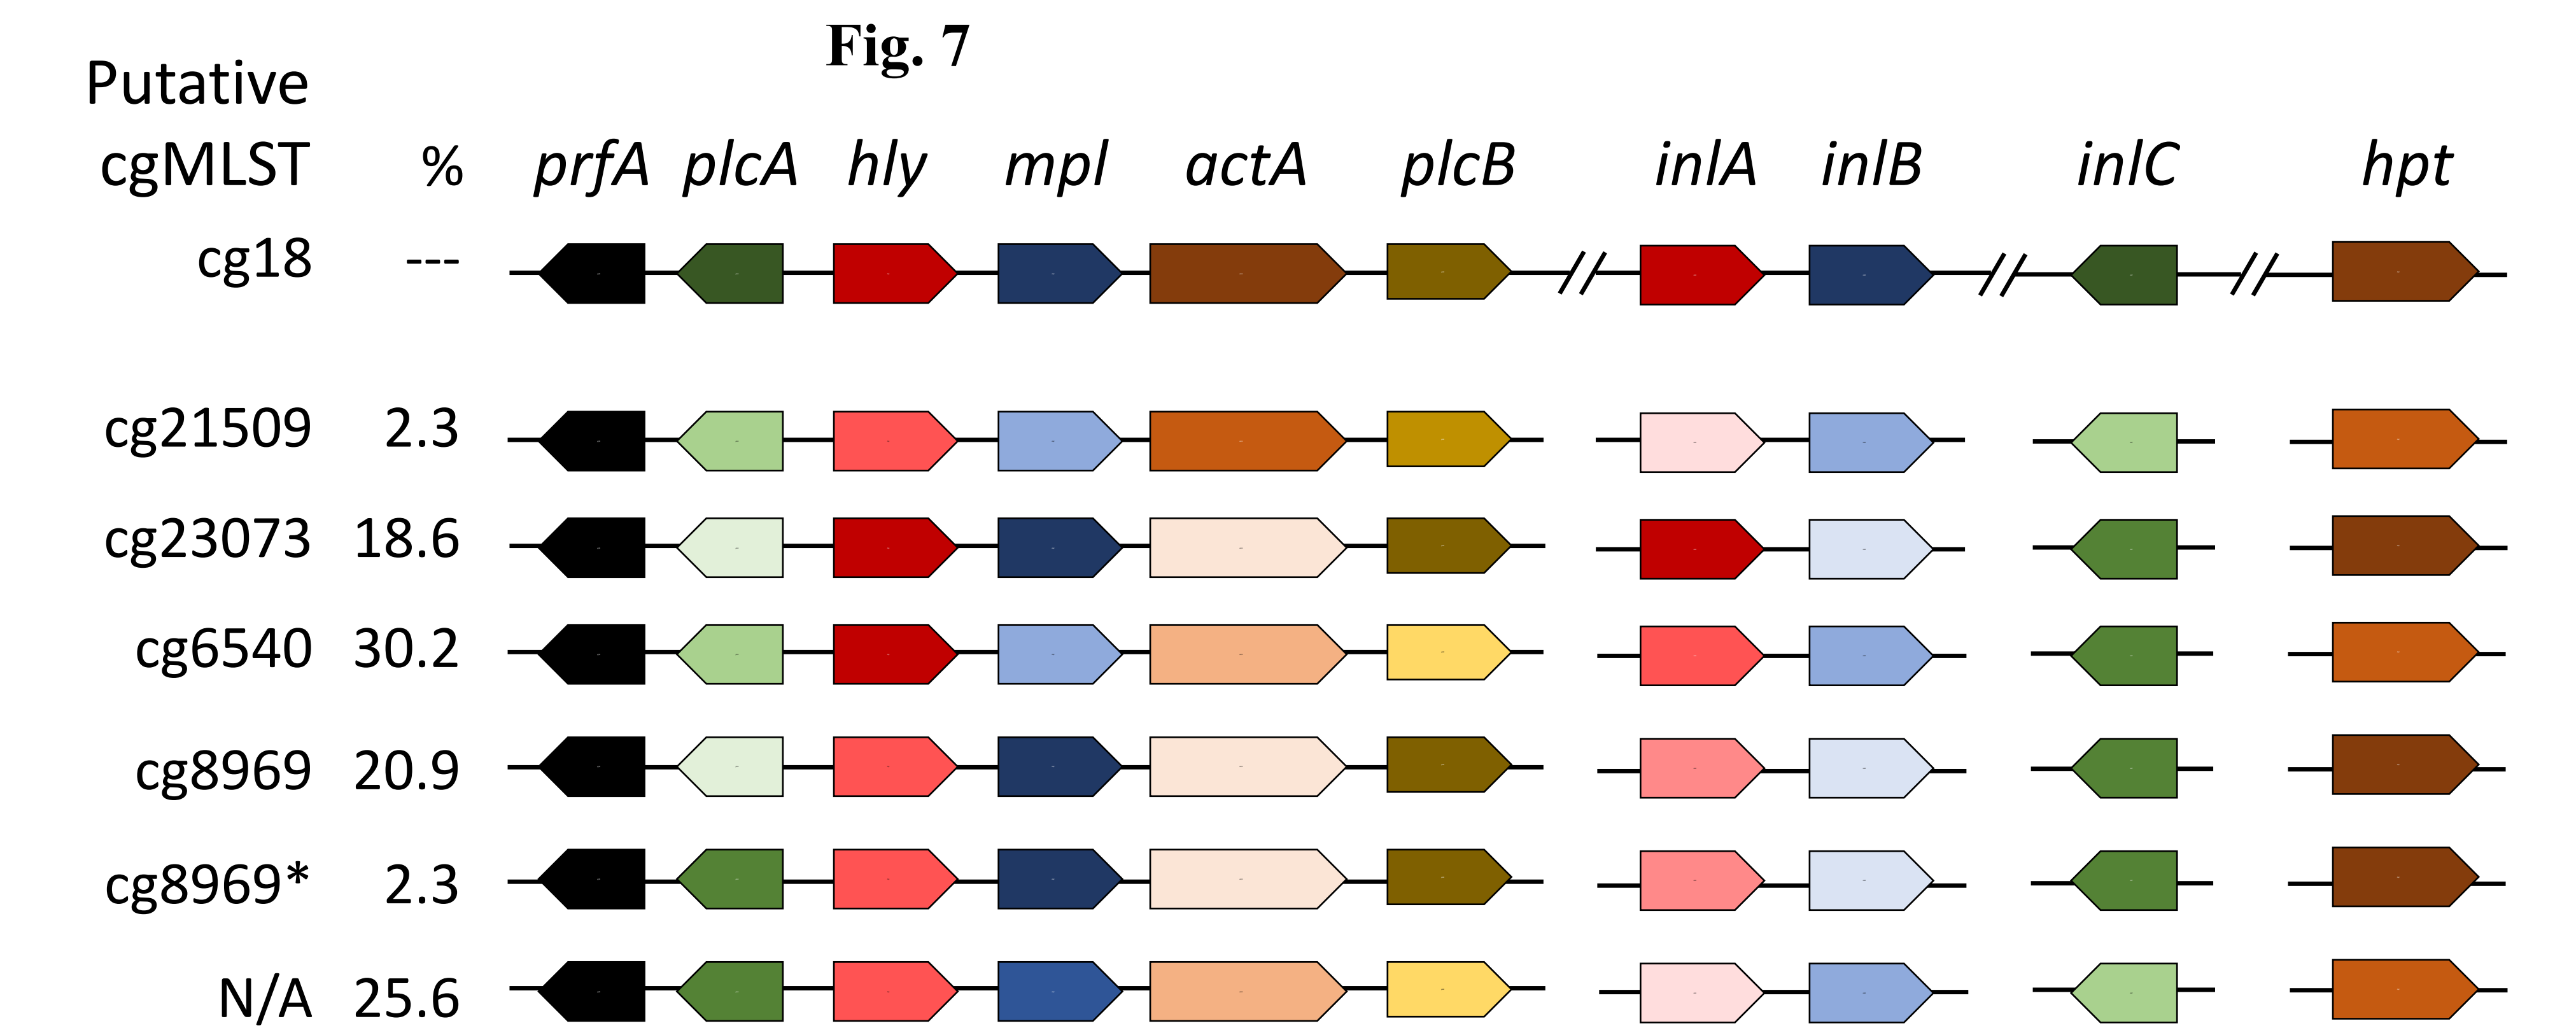 Fig. 7
Putative
cgMLST % prfA plcA hly mpl actA plcB inlA inlB inlC hpt
cg18 ---
cg21509 2.3
cg23073 18.6
cg6540 30.2
cg8969 20.9
cg8969* 2.3
N/A 25.6